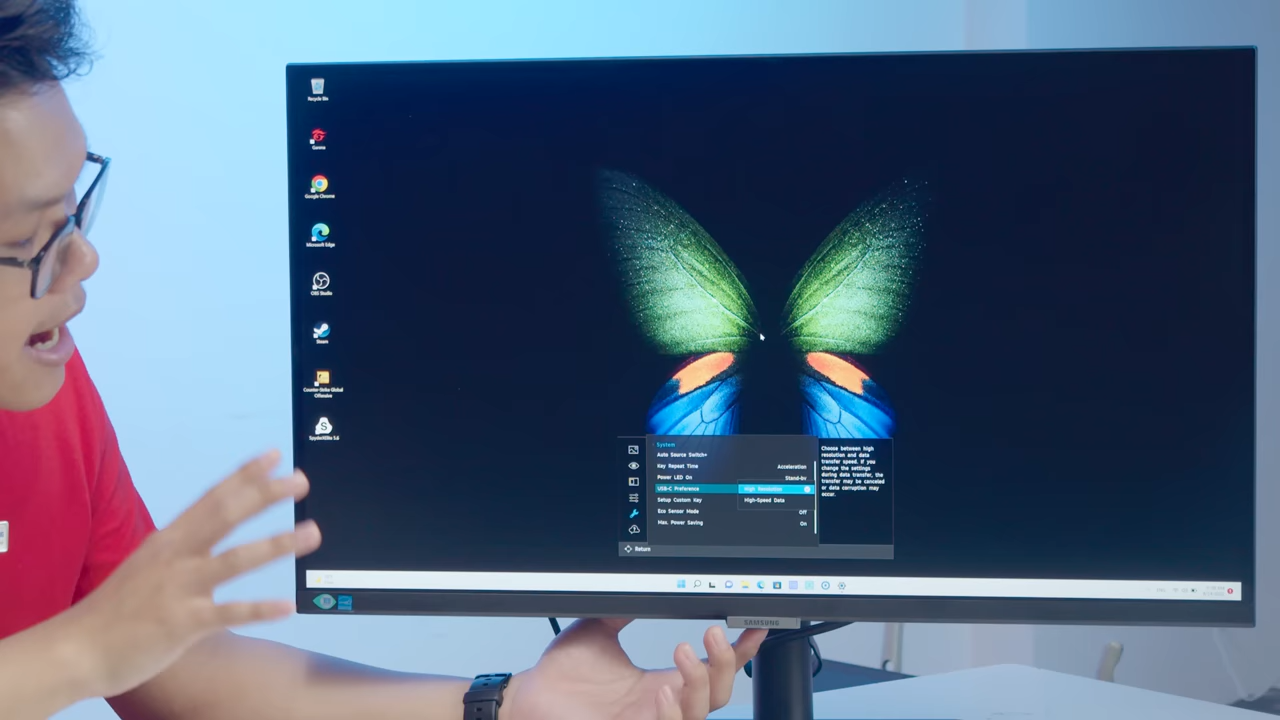 Recycle Bin
Garena
Google Chrome
Microsoft Edge
OBS Studio
Steam
Counter-Strike Global
Offensive
System
Auto Source Switch+
Key Repeat Time
Acceleration
Power LED On
Stand-by
USB-C Preference
High Resolution
Setup Custom Key
High-Speed Data
Eco Sensor Mode
Off
Max. Power Saving
On
Choose between high
resolution and data
transfer speed. If you
change the settings
during data transfer, the
transfer may be canceled
or data corruption may
occur.
Return
SAMSUNG